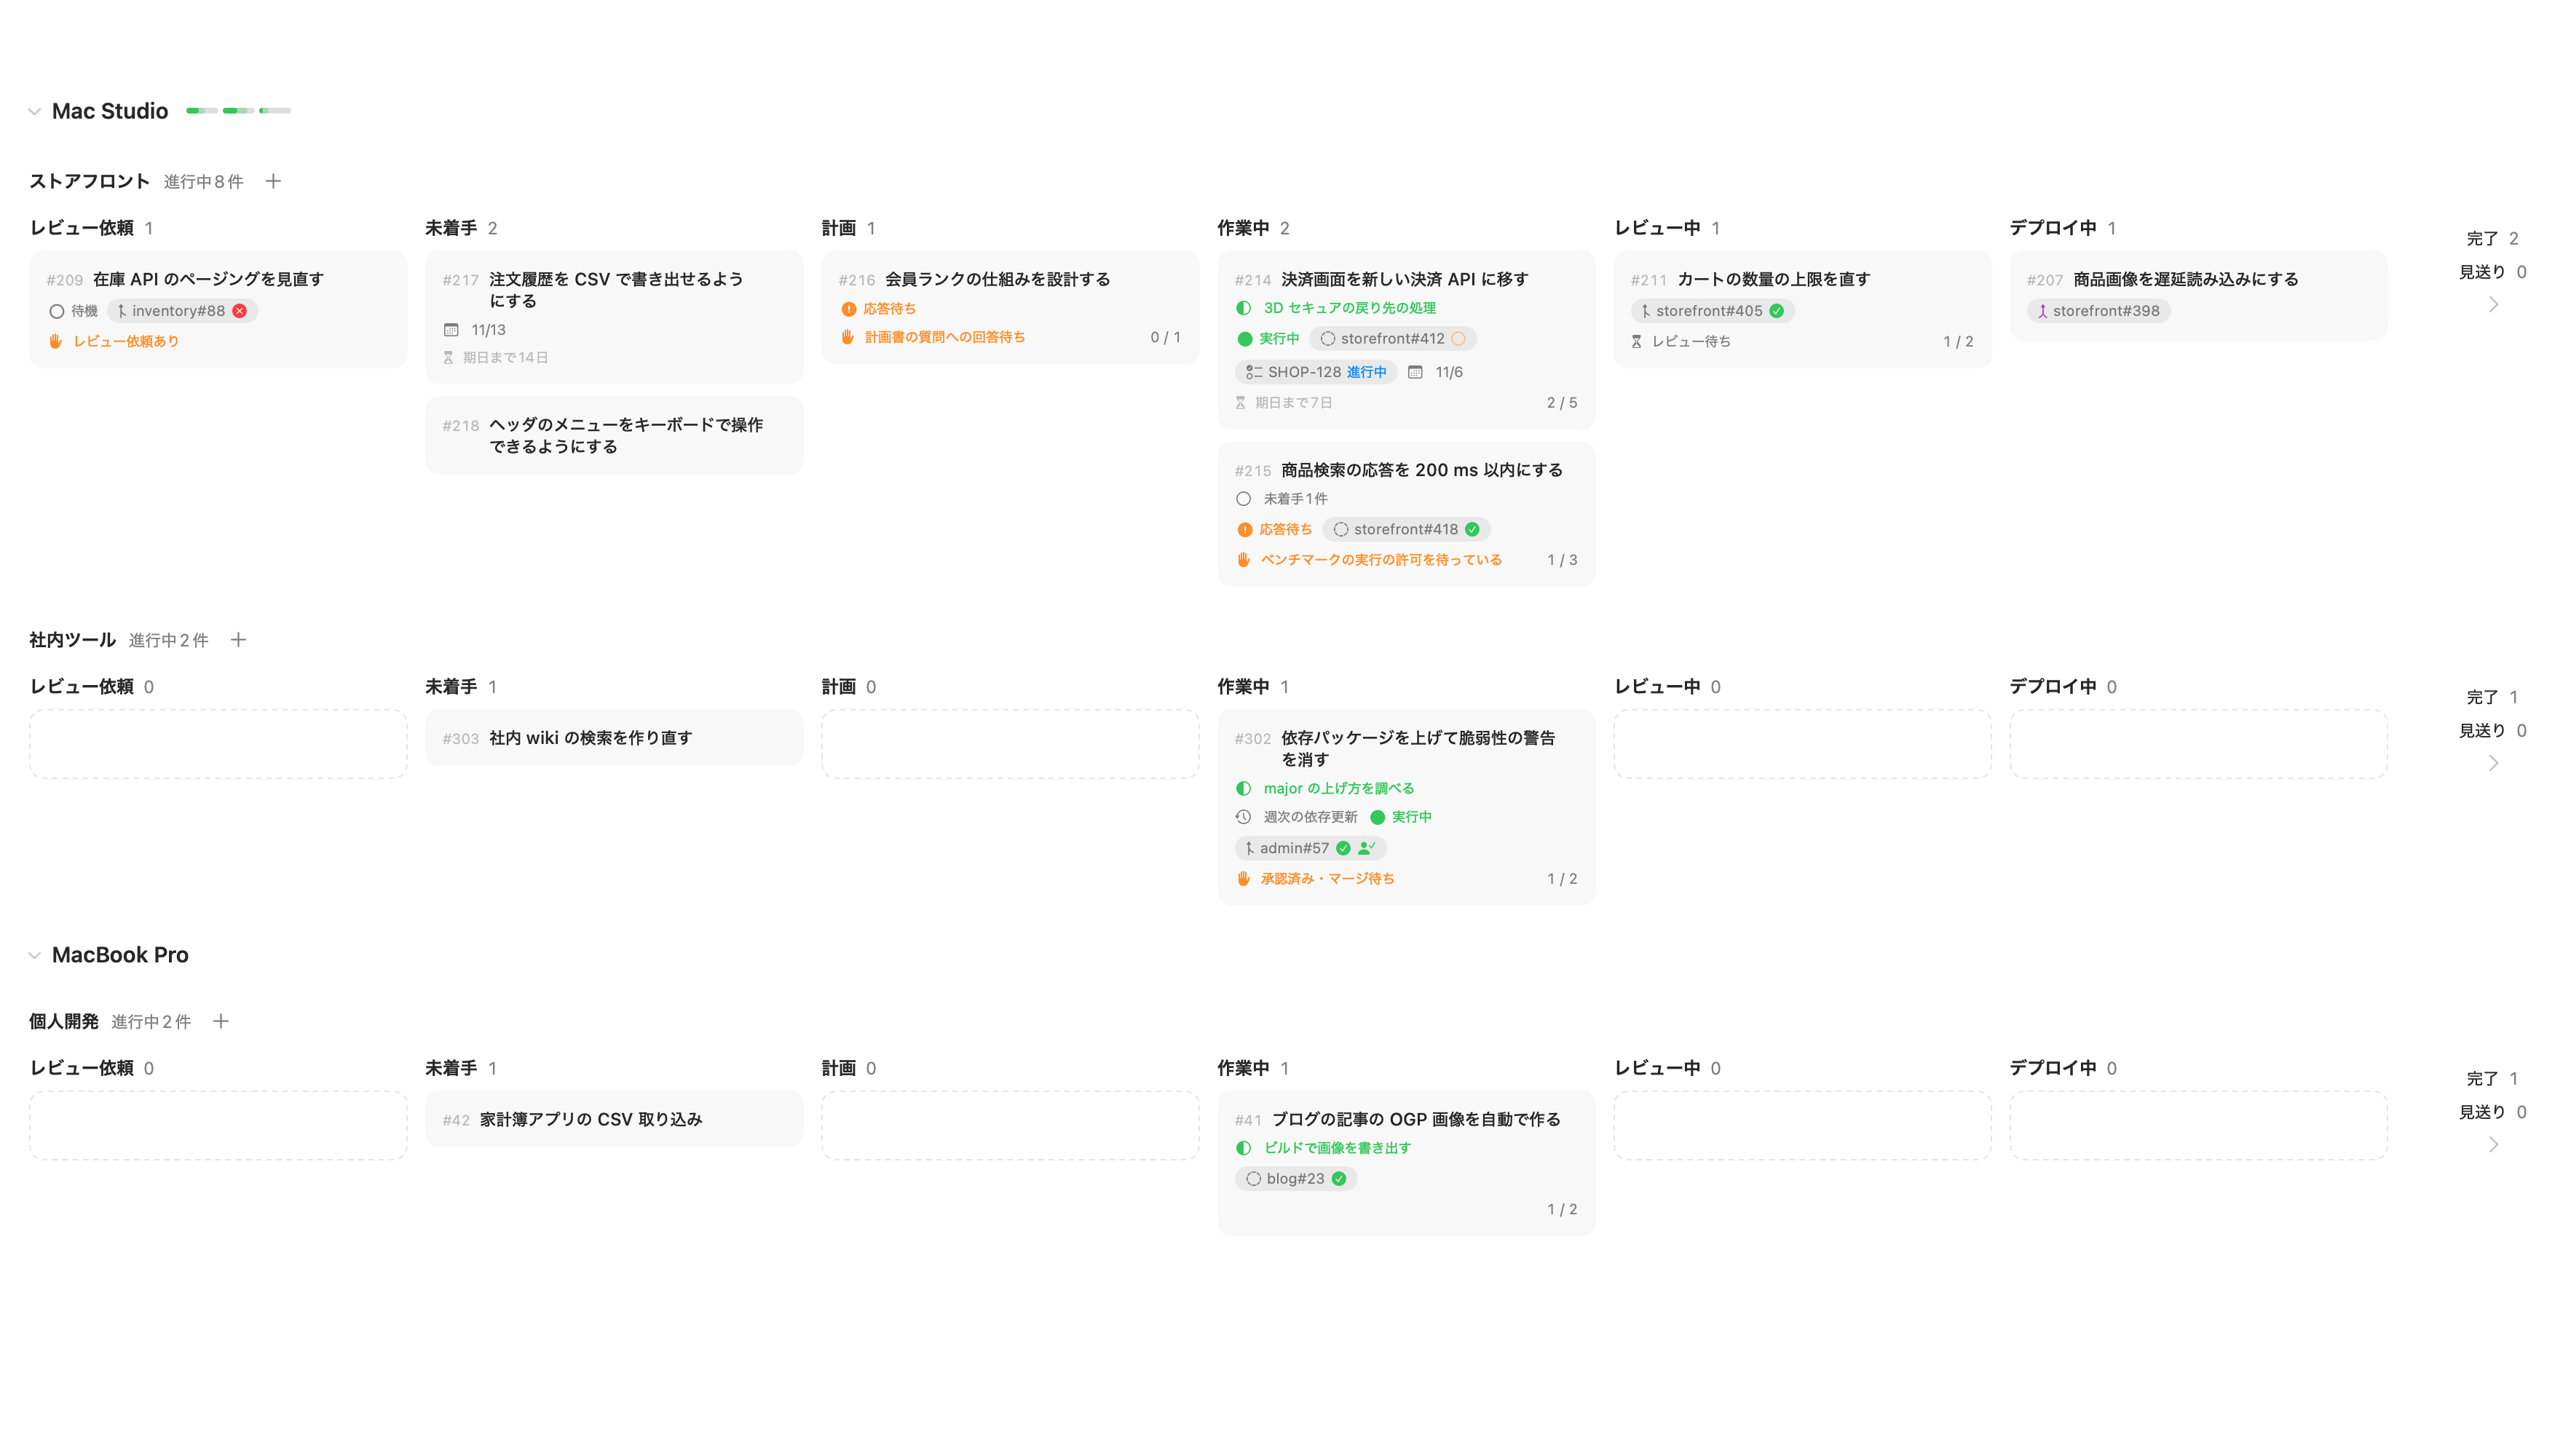 Mac Studio
ストアフロント 進行中8件
レビュー依頼 1
#209 在庫 API のページングを見直す
待機 inventory#88
レビュー依頼あり
未着手 2
#217 注文履歴を CSV で書き出せるよう
にする
11/13
期日まで14日
#218 ヘッダのメニューをキーボードで操作
できるようにする
計画 1
#216 会員ランクの仕組みを設計する
応答待ち
計画書の質問への回答待ち 0 / 1
作業中 2
#214 決済画面を新しい決済 API に移す
3D セキュアの戻り先の処理
実行中 storefront#412
SHOP-128 進行中 11/6
期日まで7日 2 / 5
#215 商品検索の応答を 200 ms 以内にする
未着手1件
応答待ち storefront#418
ベンチマークの実行の許可を待っている 1 / 3
レビュー中 1
#211 カートの数量の上限を直す
storefront#405
レビュー待ち 1 / 2
デプロイ中 1
#207 商品画像を遅延読み込みにする
storefront#398
完了 2
見送り 0
社内ツール 進行中2件
レビュー依頼 0
未着手 1
#303 社内 wiki の検索を作り直す
計画 0
作業中 1
#302 依存パッケージを上げて脆弱性の警告
を消す
major の上げ方を調べる
週次の依存更新 実行中
admin#57
承認済み・マージ待ち 1 / 2
レビュー中 0
デプロイ中 0
完了 1
見送り 0
MacBook Pro
個人開発 進行中2件
レビュー依頼 0
未着手 1
#42 家計簿アプリの CSV 取り込み
計画 0
作業中 1
#41 ブログの記事の OGP 画像を自動で作る
ビルドで画像を書き出す
blog#23
1 / 2
レビュー中 0
デプロイ中 0
完了 1
見送り 0